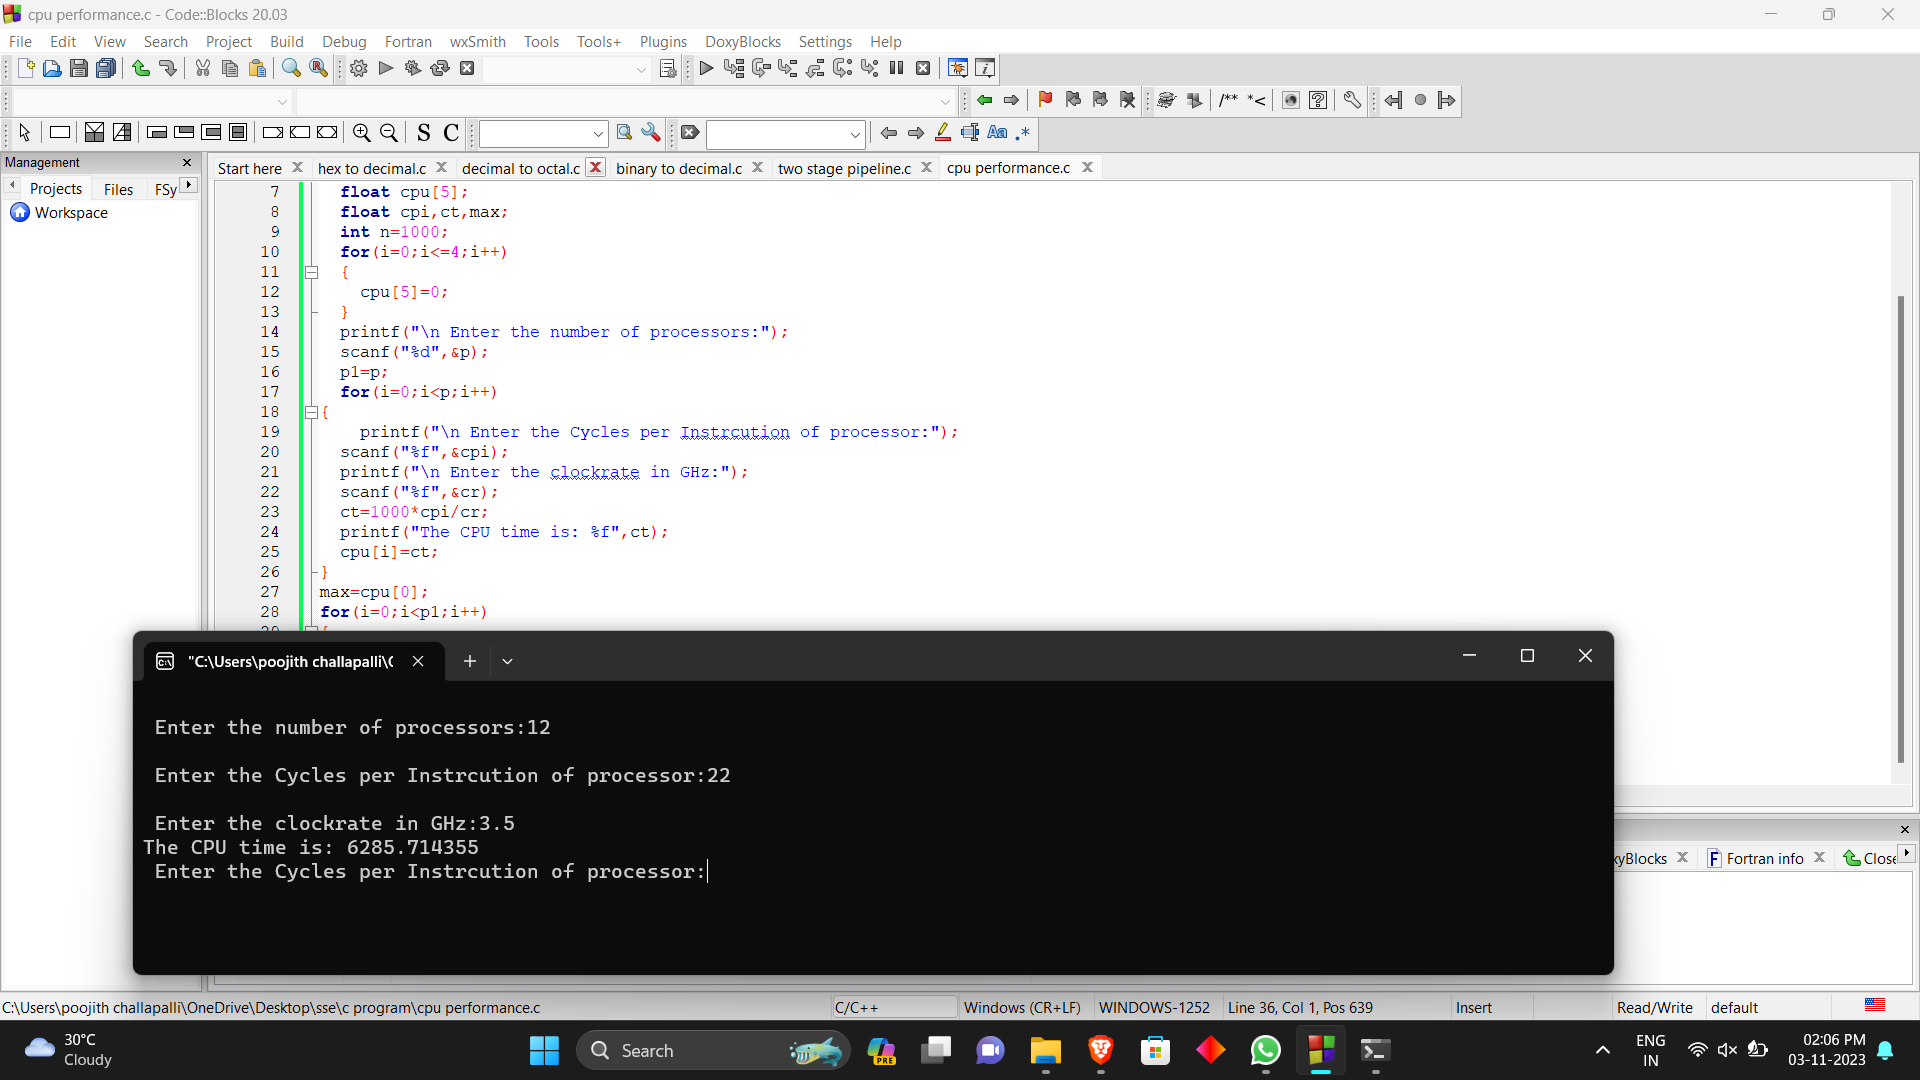 cpu performance.c - Code::Blocks 20.03
File Edit View Search Project Build Debug Fortran wxSmith Tools Tools+ Plugins DoxyBlocks Settings Help
/** *<
S C
Aa .*
Management
Projects Files FSy
Workspace
Start here hex to decimal.c decimal to octal.c binary to decimal.c two stage pipeline.c cpu performance.c
7 float cpu[5];
8 float cpi,ct,max;
9 int n=1000;
10 for(i=0;i<=4;i++)
11 {
12 cpu[5]=0;
13 }
14 printf("\n Enter the number of processors:");
15 scanf("%d",&p);
16 p1=p;
17 for(i=0;i<p;i++)
18 {
19 printf("\n Enter the Cycles per Instrcution of processor:");
20 scanf("%f",&cpi);
21 printf("\n Enter the clockrate in GHz:");
22 scanf("%f",&cr);
23 ct=1000*cpi/cr;
24 printf("The CPU time is: %f",ct);
25 cpu[i]=ct;
26 }
27 max=cpu[0];
28 for(i=0;i<p1;i++)
"C:\Users\poojith challapalli\
Enter the number of processors:12
Enter the Cycles per Instrcution of processor:22
Enter the clockrate in GHz:3.5
The CPU time is: 6285.714355
Enter the Cycles per Instrcution of processor:
xyBlocks Fortran info Close
C:\Users\poojith challapalli\OneDrive\Desktop\sse\c program\cpu performance.c C/C++ Windows (CR+LF) WINDOWS-1252 Line 36, Col 1, Pos 639 Insert Read/Write default
30°C
Cloudy
Search
PRE
ENG
IN
02:06 PM
03-11-2023